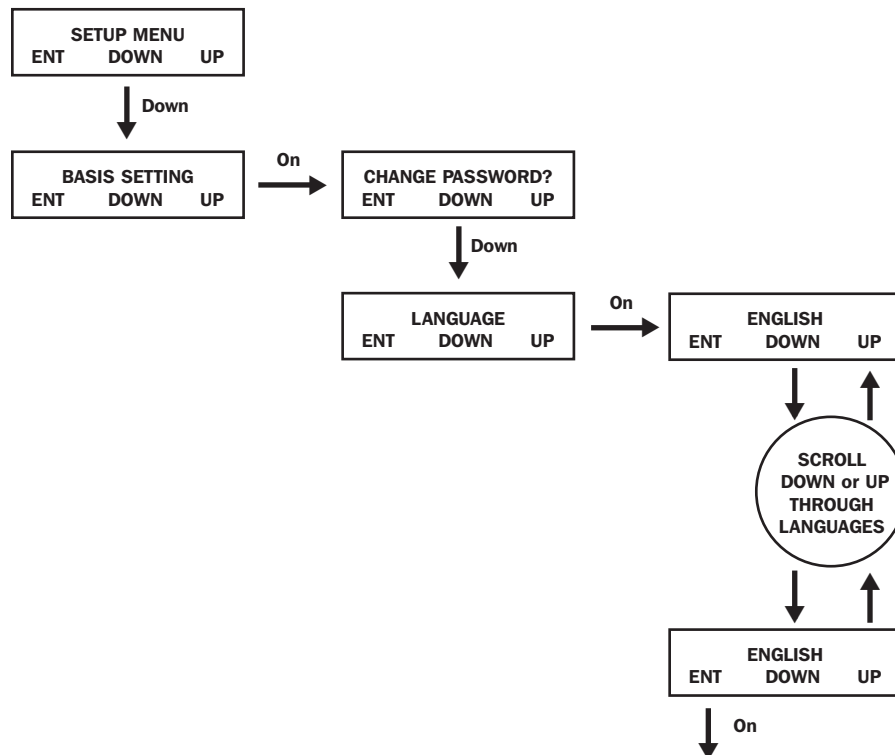 SETUP MENU
ENT DOWN UP
Down
BASIS SETTING
ENT DOWN UP
On
CHANGE PASSWORD?
ENT DOWN UP
Down
LANGUAGE
ENT DOWN UP
On
ENGLISH
ENT DOWN UP
SCROLL
DOWN or UP
THROUGH
LANGUAGES
ENGLISH
ENT DOWN UP
On